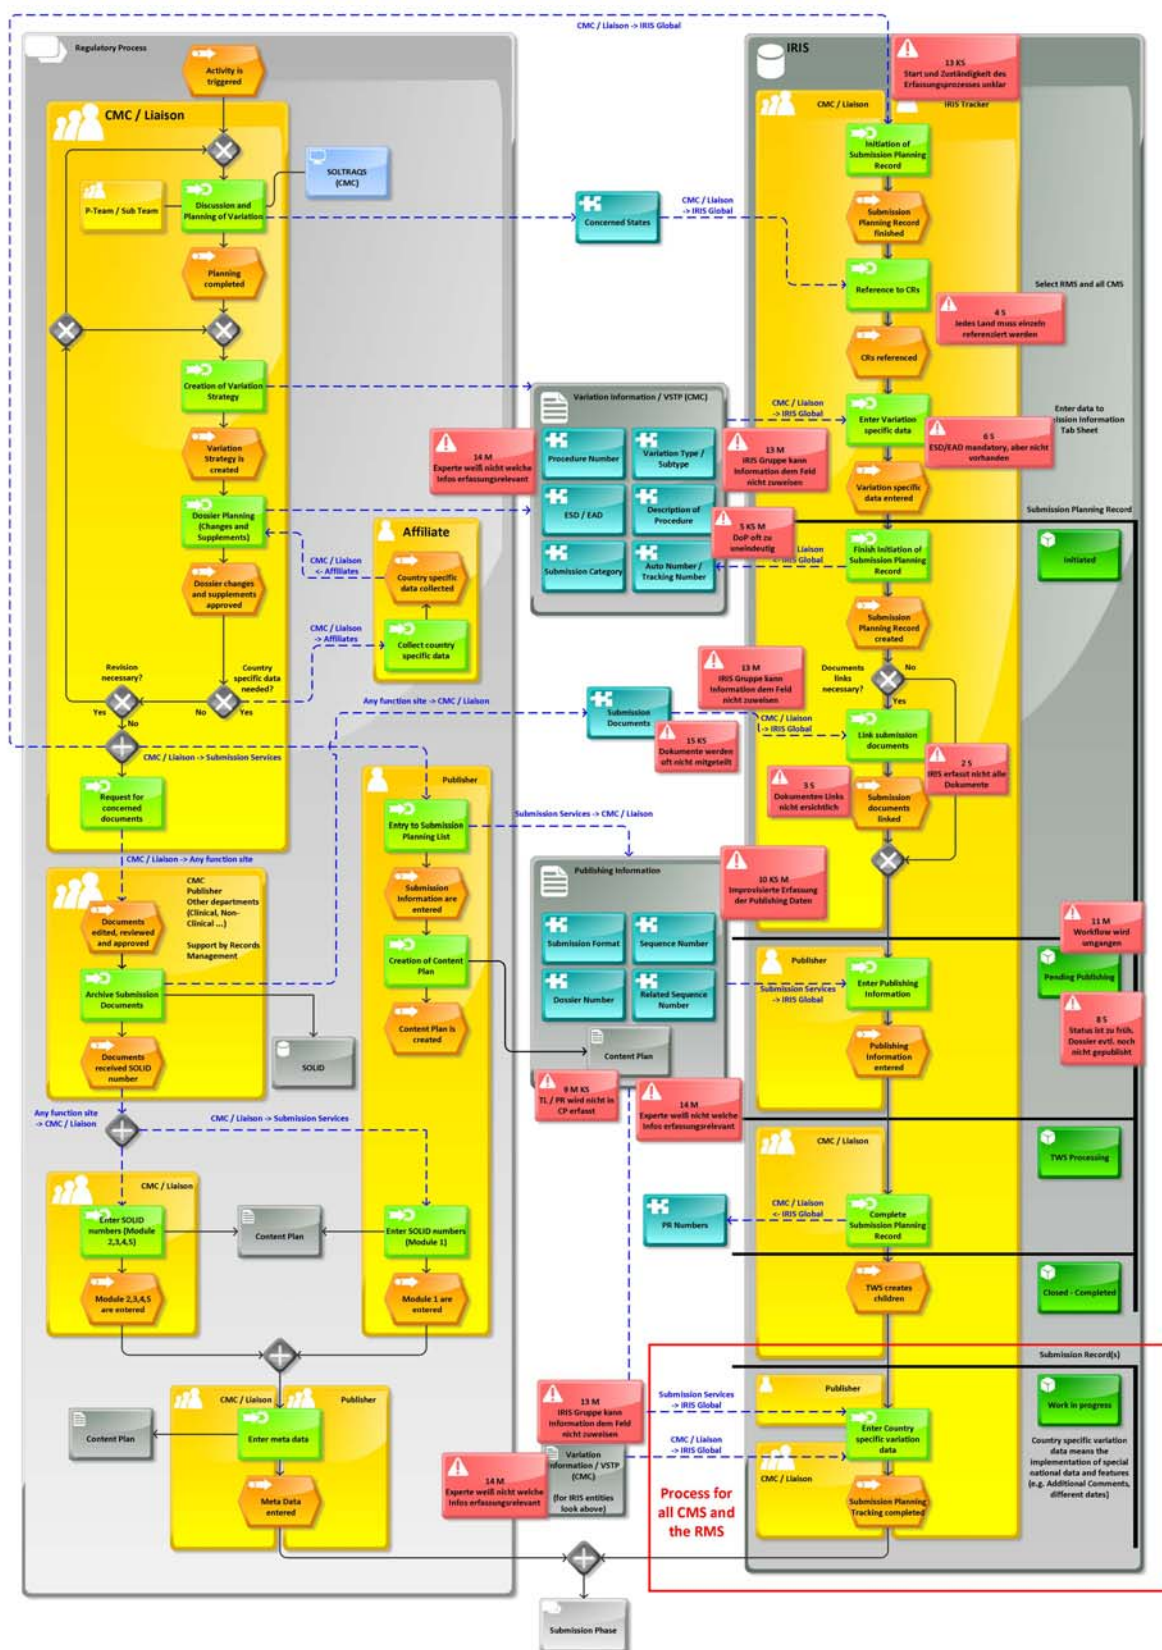 CMC / Liaison -> IRIS Global
Regulatory Process
Activity is
triggered
CMC / Liaison
SOLTRAQS
(CMC)
P-Team / Sub Team
Discussion and
Planning of Variation
Planning
completed
Creation of Variation
Strategy
Variation
Strategy is
created
Dossier Planning
(Changes and
Supplements)
Dossier changes
and supplements
approved
Revision
necessary?
Country
specific data
needed?
Yes
No
No
Yes
CMC / Liaison -> Submission Services
Request for
concerned
documents
CMC / Liaison -> Any function site
CMC
Publisher
Other departments
(Clinical, Non-
Clinical ...)
Support by Records
Management
Documents
edited, reviewed
and approved
Archive Submission
Documents
Documents
received SOLID
number
SOLID
Any function site
-> CMC / Liaison
CMC / Liaison -> Submission Services
CMC / Liaison
Enter SOLID
numbers (Module
2,3,4,5)
Module 2,3,4,5
are entered
Content Plan
Enter SOLID numbers
(Module 1)
Module 1 are
entered
CMC / Liaison
Publisher
Content Plan
Enter meta data
Meta Data
entered
Affiliate
CMC / Liaison
<- Affiliates
Country specific
data collected
CMC / Liaison
-> Affiliates
Collect country
specific data
Any function site -> CMC / Liaison
Publisher
Entry to Submission
Planning List
Submission
Information are
entered
Creation of Content
Plan
Content Plan is
created
Concerned States
CMC / Liaison
-> IRIS Global
Variation Information / VSTP (CMC)
Procedure Number
Variation Type /
Subtype
ESD / EAD
Description of
Procedure
Submission Category
Auto Number /
Tracking Number
14 M
Experte weiß nicht welche
Infos erfassungsrelevant
13 M
IRIS Gruppe kann
Information dem Feld
nicht zuweisen
5 KS M
DoP oft zu
uneindeutig
CMC / Liaison
-> IRIS Global
Liaison
<- IRIS Global
13 M
IRIS Gruppe kann
Information dem Feld
nicht zuweisen
Submission
Documents
CMC / Liaison
-> IRIS Global
15 KS
Dokumente werden
oft nicht mitgeteilt
3 S
Dokumenten Links
nicht ersichtlich
Submission Services -> CMC / Liaison
Publishing Information
Submission Format
Sequence Number
Dossier Number
Related Sequence
Number
Content Plan
10 KS M
Improvisierte Erfassung
der Publishing Daten
9 M KS
TL / PR wird nicht in
CP erfasst
14 M
Experte weiß nicht welche
Infos erfassungsrelevant
Submission Services
-> IRIS Global
PR Numbers
CMC / Liaison
<- IRIS Global
13 M
IRIS Gruppe kann
Information dem Feld
nicht zuweisen
14 M
Experte weiß nicht welche
Infos erfassungsrelevant
Variation
Information / VSTP
(CMC)
(for IRIS entities
look above)
Submission Services
-> IRIS Global
CMC / Liaison
-> IRIS Global
Process for
all CMS and
the RMS
Submission Phase
IRIS
13 KS
Start und Zuständigkeit des
Erfassungsprozesses unklar
CMC / Liaison
IRIS Tracker
Initiation of
Submission Planning
Record
Submission
Planning Record
finished
Reference to CRs
Select RMS and all CMS
4 S
Jedes Land muss einzeln
referenziert werden
CRs referenced
Enter Variation
specific data
Enter data to
mission Information
Tab Sheet
6 S
ESD/EAD mandatory, aber nicht
vorhanden
Variation specific
data entered
Submission Planning Record
Finish Initiation of
Submission Planning
Record
Initiated
Submission
Planning Record
created
Documents
links
necessary?
No
Yes
Link submission
documents
2 S
IRIS erfasst nicht alle
Dokumente
Submission
documents
linked
11 M
Workflow wird
umgangen
Publisher
Enter Publishing
Information
Pending Publishing
8 S
Status ist zu früh.
Dossier evtl. noch
nicht gepublisht
Publishing
Information
entered
CMC / Liaison
TWS Processing
Complete
Submission Planning
Record
TWS creates
children
Closed - Completed
Submission Record(s)
Publisher
Work in progress
Enter Country
specific variation
data
CMC / Liaison
Country specific variation
data means the
implementation of special
national data and features
(e.g. Additional Comments,
different dates)
Submission Planning
Tracking completed